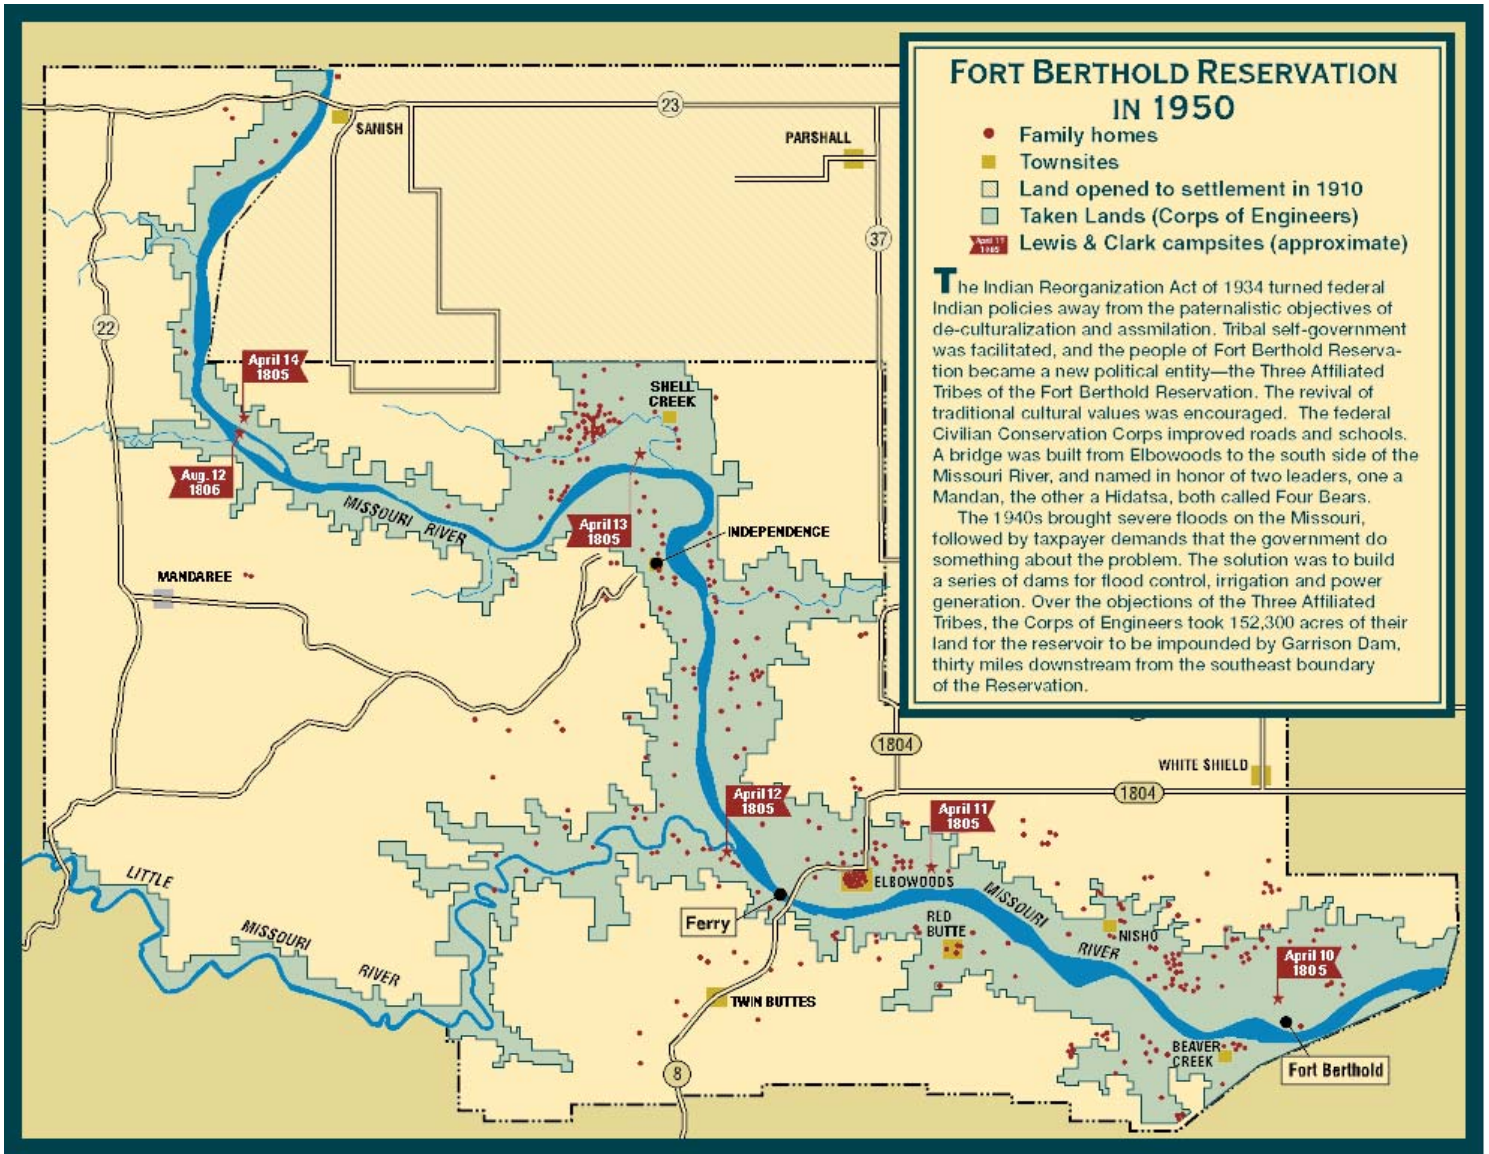 FORT BERTHOLD RESERVATION
IN 1950
Family homes
Townsites
Land opened to settlement in 1910
Taken Lands (Corps of Engineers)
April 11
1805
Lewis & Clark campsites (approximate)
The Indian Reorganization Act of 1934 turned federal
Indian policies away from the paternalistic objectives of
de-culturalization and assmilation. Tribal self-government
was facilitated, and the people of Fort Berthold Reserva-
tion became a new political entity—the Three Affiliated
Tribes of the Fort Berthold Reservation. The revival of
traditional cultural values was encouraged. The federal
Civilian Conservation Corps improved roads and schools.
A bridge was built from Elbowoods to the south side of the
Missouri River, and named in honor of two leaders, one a
Mandan, the other a Hidatsa, both called Four Bears.
The 1940s brought severe floods on the Missouri,
followed by taxpayer demands that the government do
something about the problem. The solution was to build
a series of dams for flood control, irrigation and power
generation. Over the objections of the Three Affiliated
Tribes, the Corps of Engineers took 152,300 acres of their
land for the reservoir to be impounded by Garrison Dam,
thirty miles downstream from the southeast boundary
of the Reservation.
23
SANISH
PARSHALL
37
22
April 14
1805
SHELL
CREEK
Aug. 12
1806
MISSOURI RIVER
April 13
1805
INDEPENDENCE
MANDAREE
1804
WHITE SHIELD
1804
April 12
1805
April 11
1805
LITTLE
MISSOURI
RIVER
ELBOWOODS
Ferry
RED
BUTTE
MISSOURI
RIVER
NISHO
April 10
1805
TWIN BUTTES
BEAVER
CREEK
Fort Berthold
8